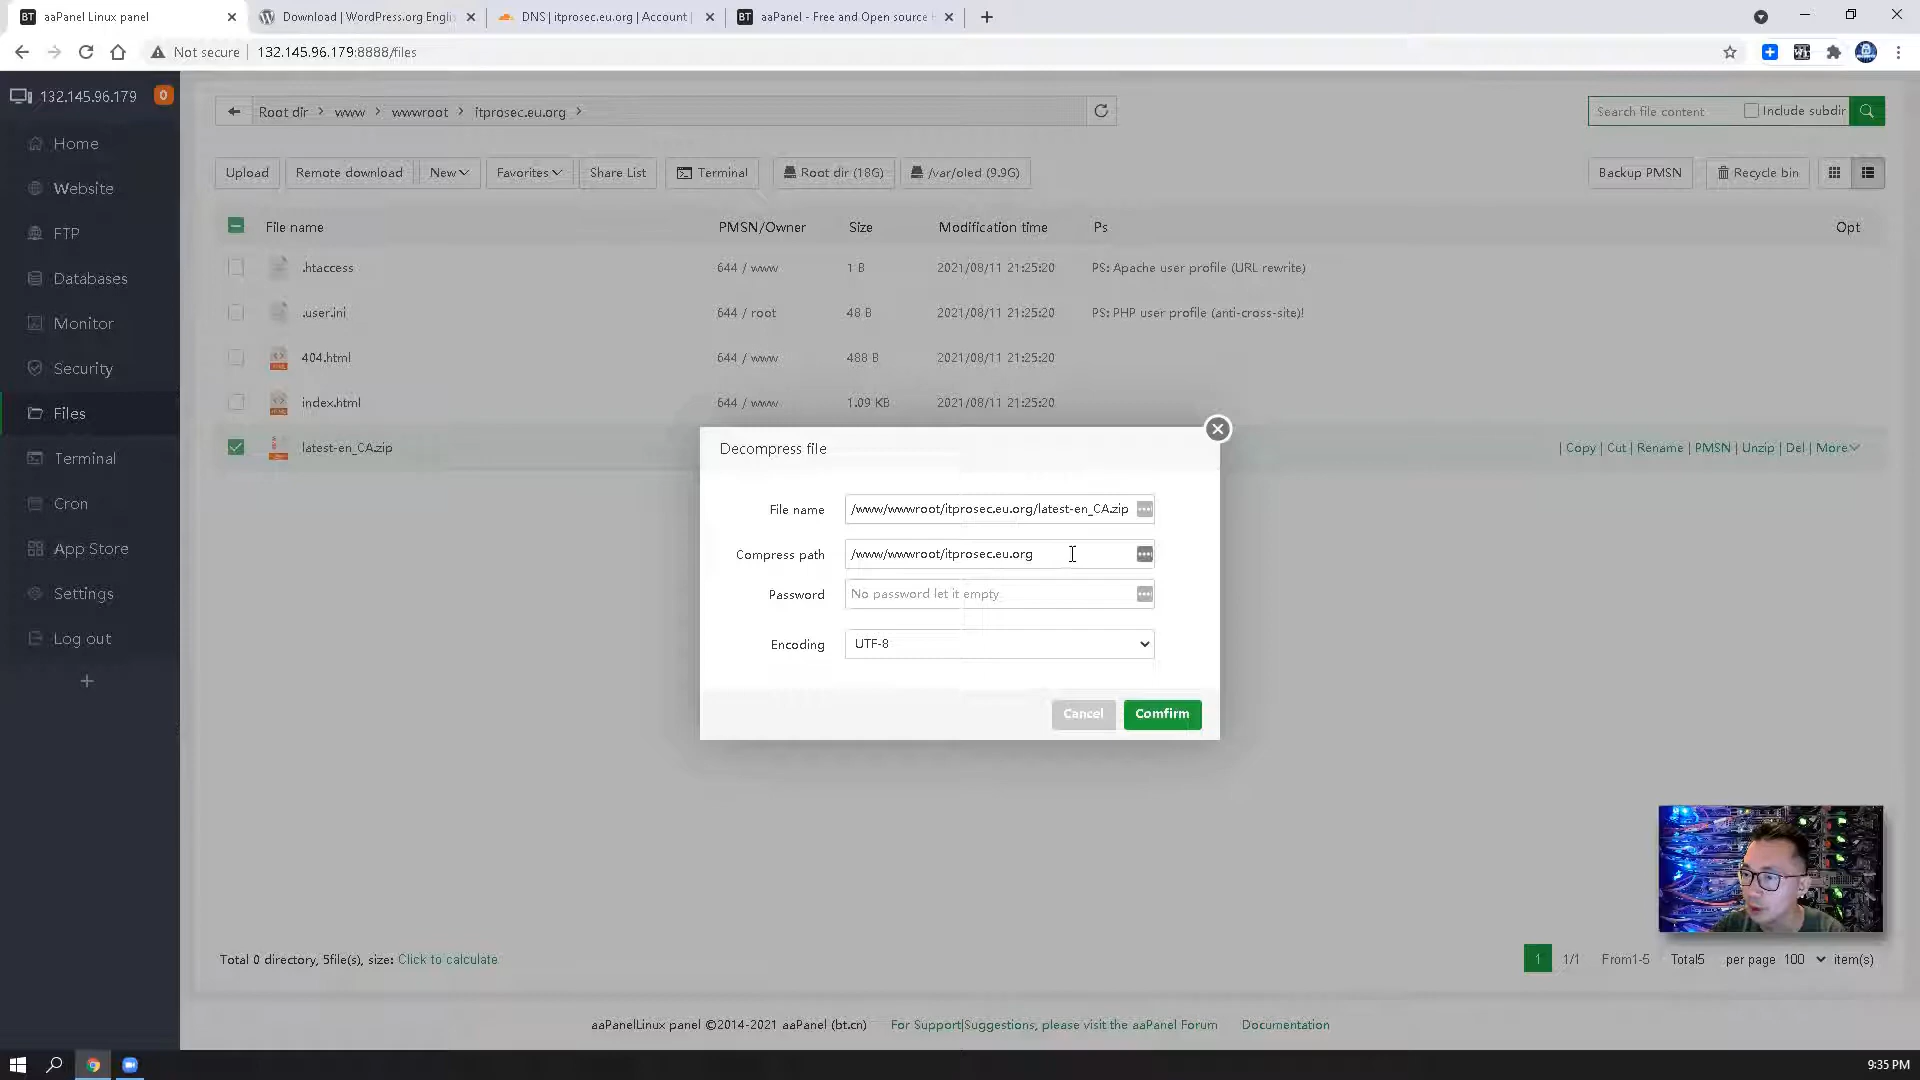 aaPanel Linux panel
Download | WordPress.org Engli
DNS | itprosec.eu.org | Account |
aaPanel - Free and Open source
Not secure
132.145.96.179:8888/files
132.145.96.179
0
Root dir > www > wwwroot > itprosec.eu.org >
Search file content
Include subdir
Home
Website
FTP
Databases
Monitor
Security
Files
Terminal
Cron
App Store
Settings
Log out
Upload
Remote download
New
Favorites
Share List
Terminal
Root dir (18G)
/var/oled (9.9G)
Backup PMSN
Recycle bin
File name PMSN/Owner Size Modification time Ps Opt
.htaccess 644 / www 1 B 2021/08/11 21:25:20 PS: Apache user profile (URL rewrite)
.user.ini 644 / root 48 B 2021/08/11 21:25:20 PS: PHP user profile (anti-cross-site)!
404.html 644 / www 488 B 2021/08/11 21:25:20
index.html 644 / www 1.09 KB 2021/08/11 21:25:20
latest-en_CA.zip | Copy | Cut | Rename | PMSN | Unzip | Del | More
Decompress file
File name /www/wwwroot/itprosec.eu.org/latest-en_CA.zip
Compress path /www/wwwroot/itprosec.eu.org
Password No password let it empty
Encoding UTF-8
Cancel
Comfirm
Total 0 directory, 5file(s), size: Click to calculate
1 1/1 From1-5 Total5 per page 100 item(s)
aaPanelLinux panel ©2014-2021 aaPanel (bt.cn) For Support|Suggestions, please visit the aaPanel Forum Documentation
9:35 PM